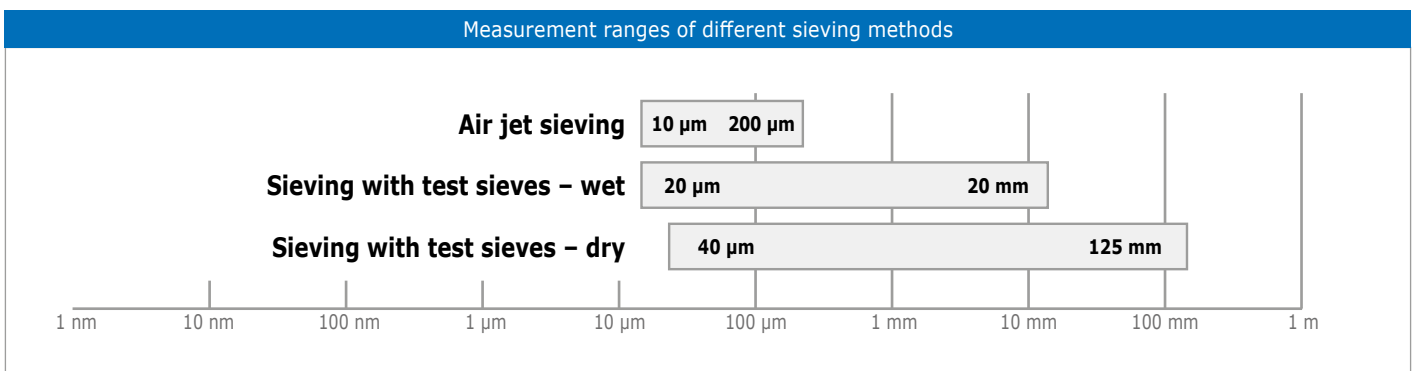 Measurement ranges of different sieving methods
Air jet sieving 10 µm 200 µm
Sieving with test sieves – wet 20 µm 20 mm
Sieving with test sieves – dry 40 µm 125 mm
1 nm 10 nm 100 nm 1 µm 10 µm 100 µm 1 mm 10 mm 100 mm 1 m